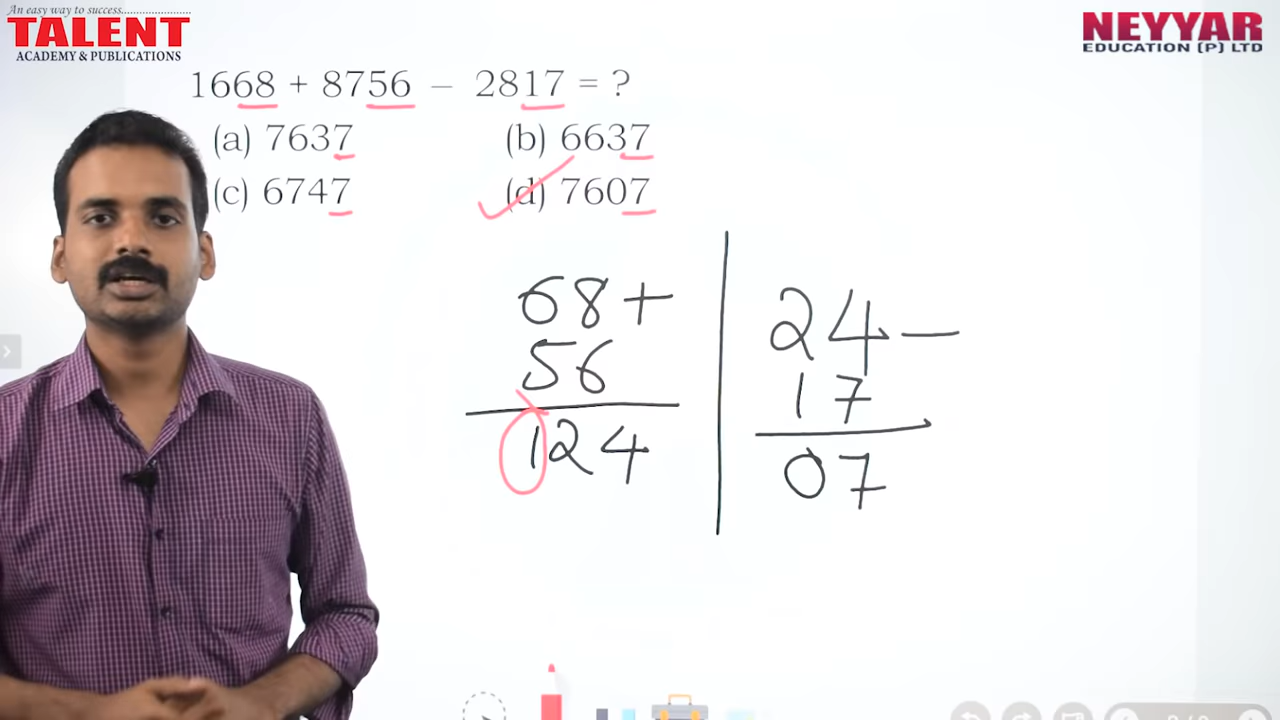 An easy way to success......................
TALENT
ACADEMY & PUBLICATIONS
NEYYAR
EDUCATION (P) LTD
1668 + 8756 – 2817 = ?
(a) 7637 (b) 6637
(c) 6747 (d) 7607
68+
56
124
24–
17
07